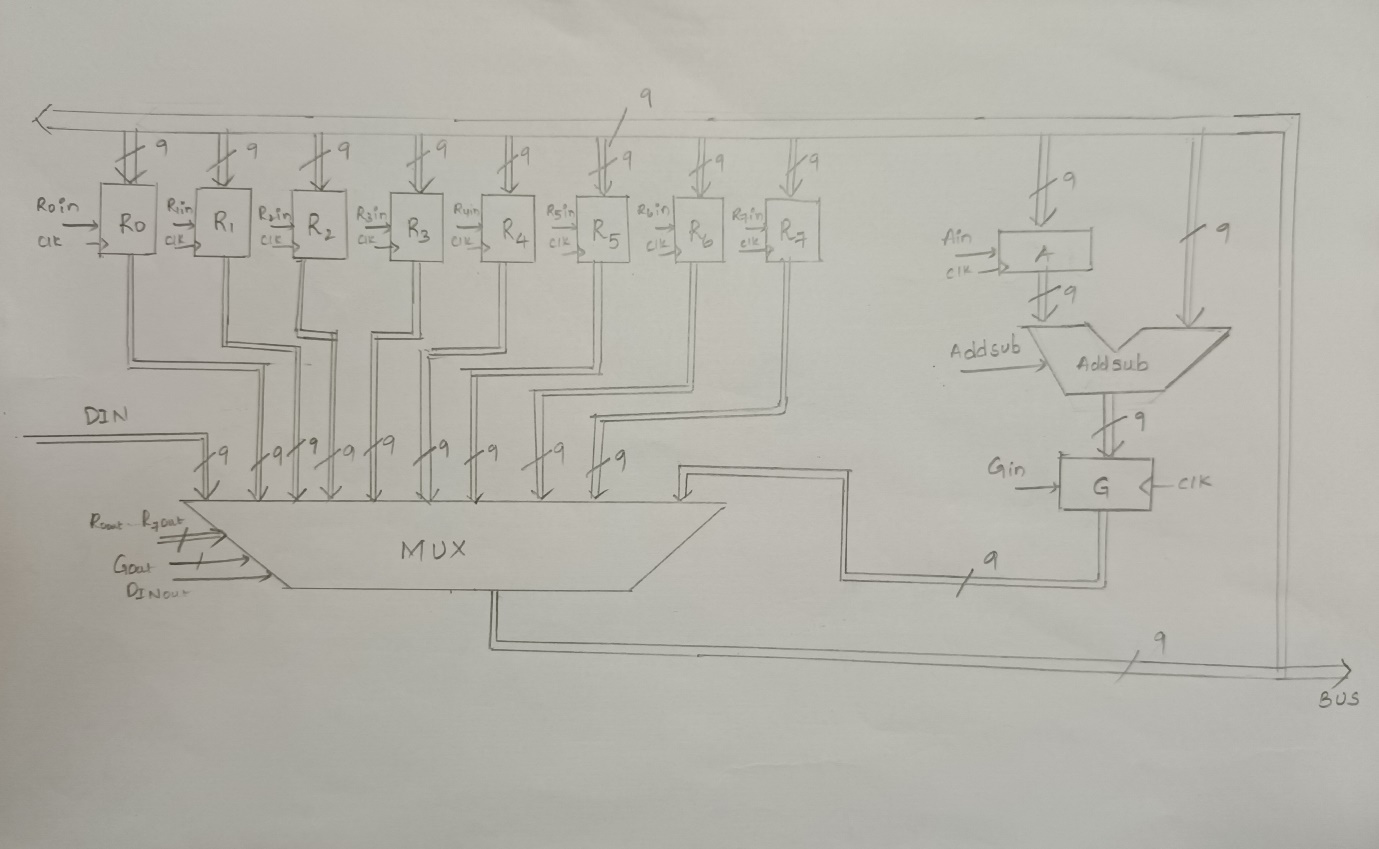 9
9 9 9 9 9 9 9 9 9 9
R0in R0 R1in R1 R2in R2 R3in R3 R4in R4 R5in R5 R6in R6 R7in R7
clk clk clk clk clk clk clk clk
Ain A
clk
9
Addsub Addsub
DIN
9 9 9 9 9 9 9 9 9
9
Gin G clk
R0out - R7out
MUX
Gout
DINout
9
9
BUS